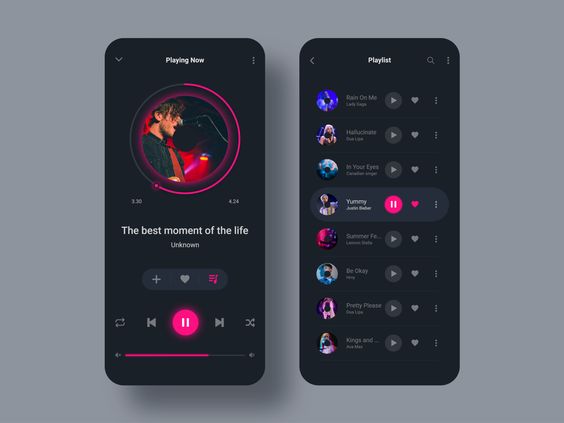 Playing Now
3.30
4.24
The best moment of the life
Unknown
Playlist
Rain On Me
Lady Gaga
Hallucinate
Dua Lipa
In Your Eyes
Canadian singer
Yummy
Justin Bieber
Summer Fe...
Lennon Stella
Be Okay
Pretty Please
Dua Lipa
Kings and ...
Ava Max